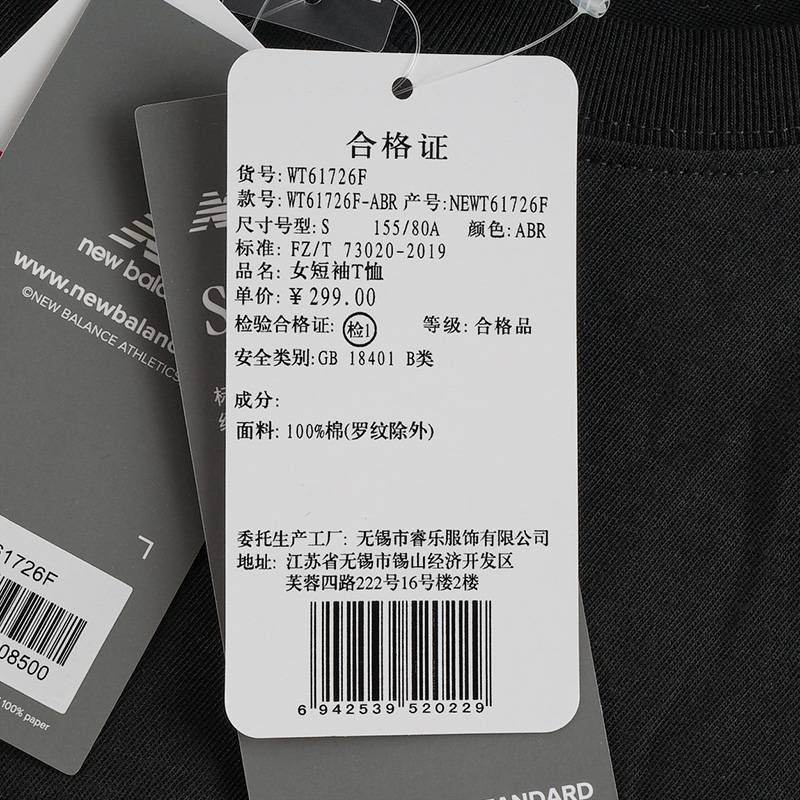 合格证
货号: WT61726F
款号: WT61726F-ABR 产号: NEWT61726F
尺寸号型: S 155/80A 颜色: ABR
标准: FZ/T 73020-2019
品名: 女短袖T恤
单价: ¥ 299.00
检验合格证: 检1 等级: 合格品
安全类别: GB 18401 B类
成分:
面料: 100%棉(罗纹除外)
委托生产工厂: 无锡市睿乐服饰有限公司
地址: 江苏省无锡市锡山经济开发区
芙蓉四路222号16号楼2楼
6 942539 520229
new bala
www.newbalan
©NEW BALANCE ATHLETICS
61726F
08500
100% paper
S
STANDARD